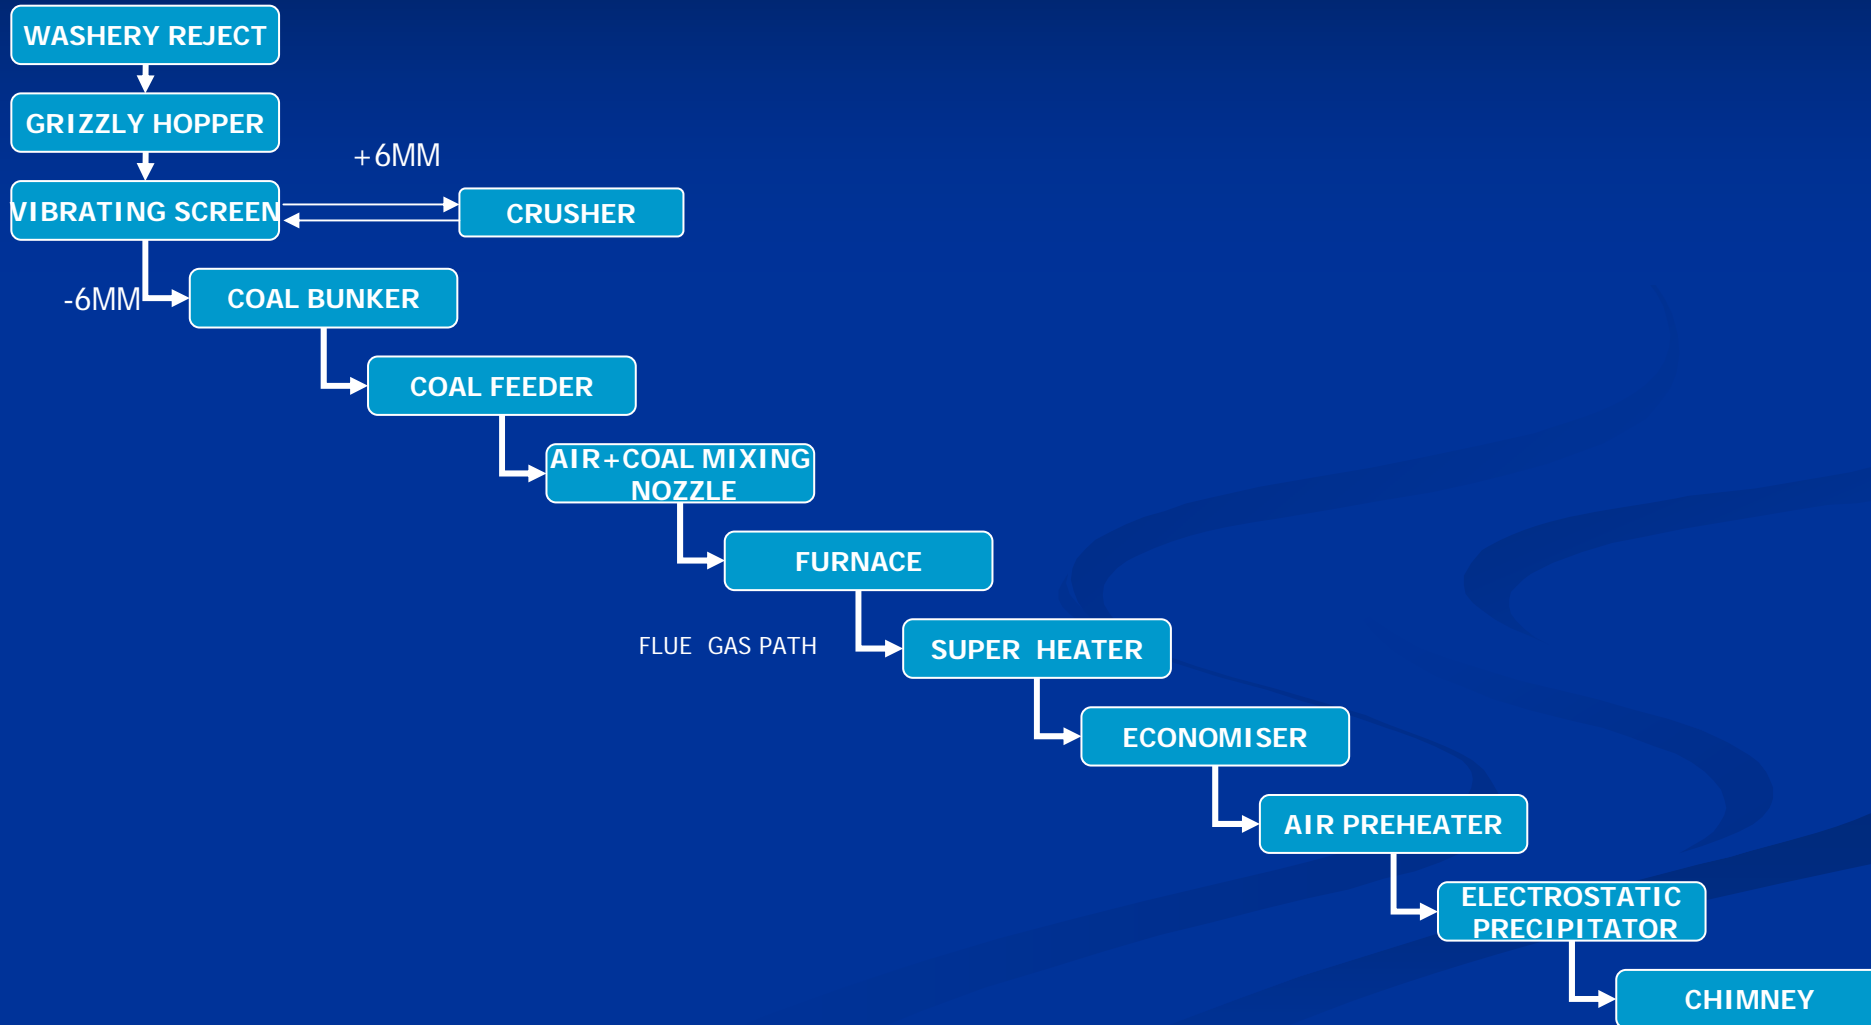 WASHERY REJECT
GRIZZLY HOPPER
+6MM
VIBRATING SCREEN
CRUSHER
-6MM
COAL BUNKER
COAL FEEDER
AIR+COAL MIXING
NOZZLE
FURNACE
FLUE GAS PATH
SUPER HEATER
ECONOMISER
AIR PREHEATER
ELECTROSTATIC
PRECIPITATOR
CHIMNEY